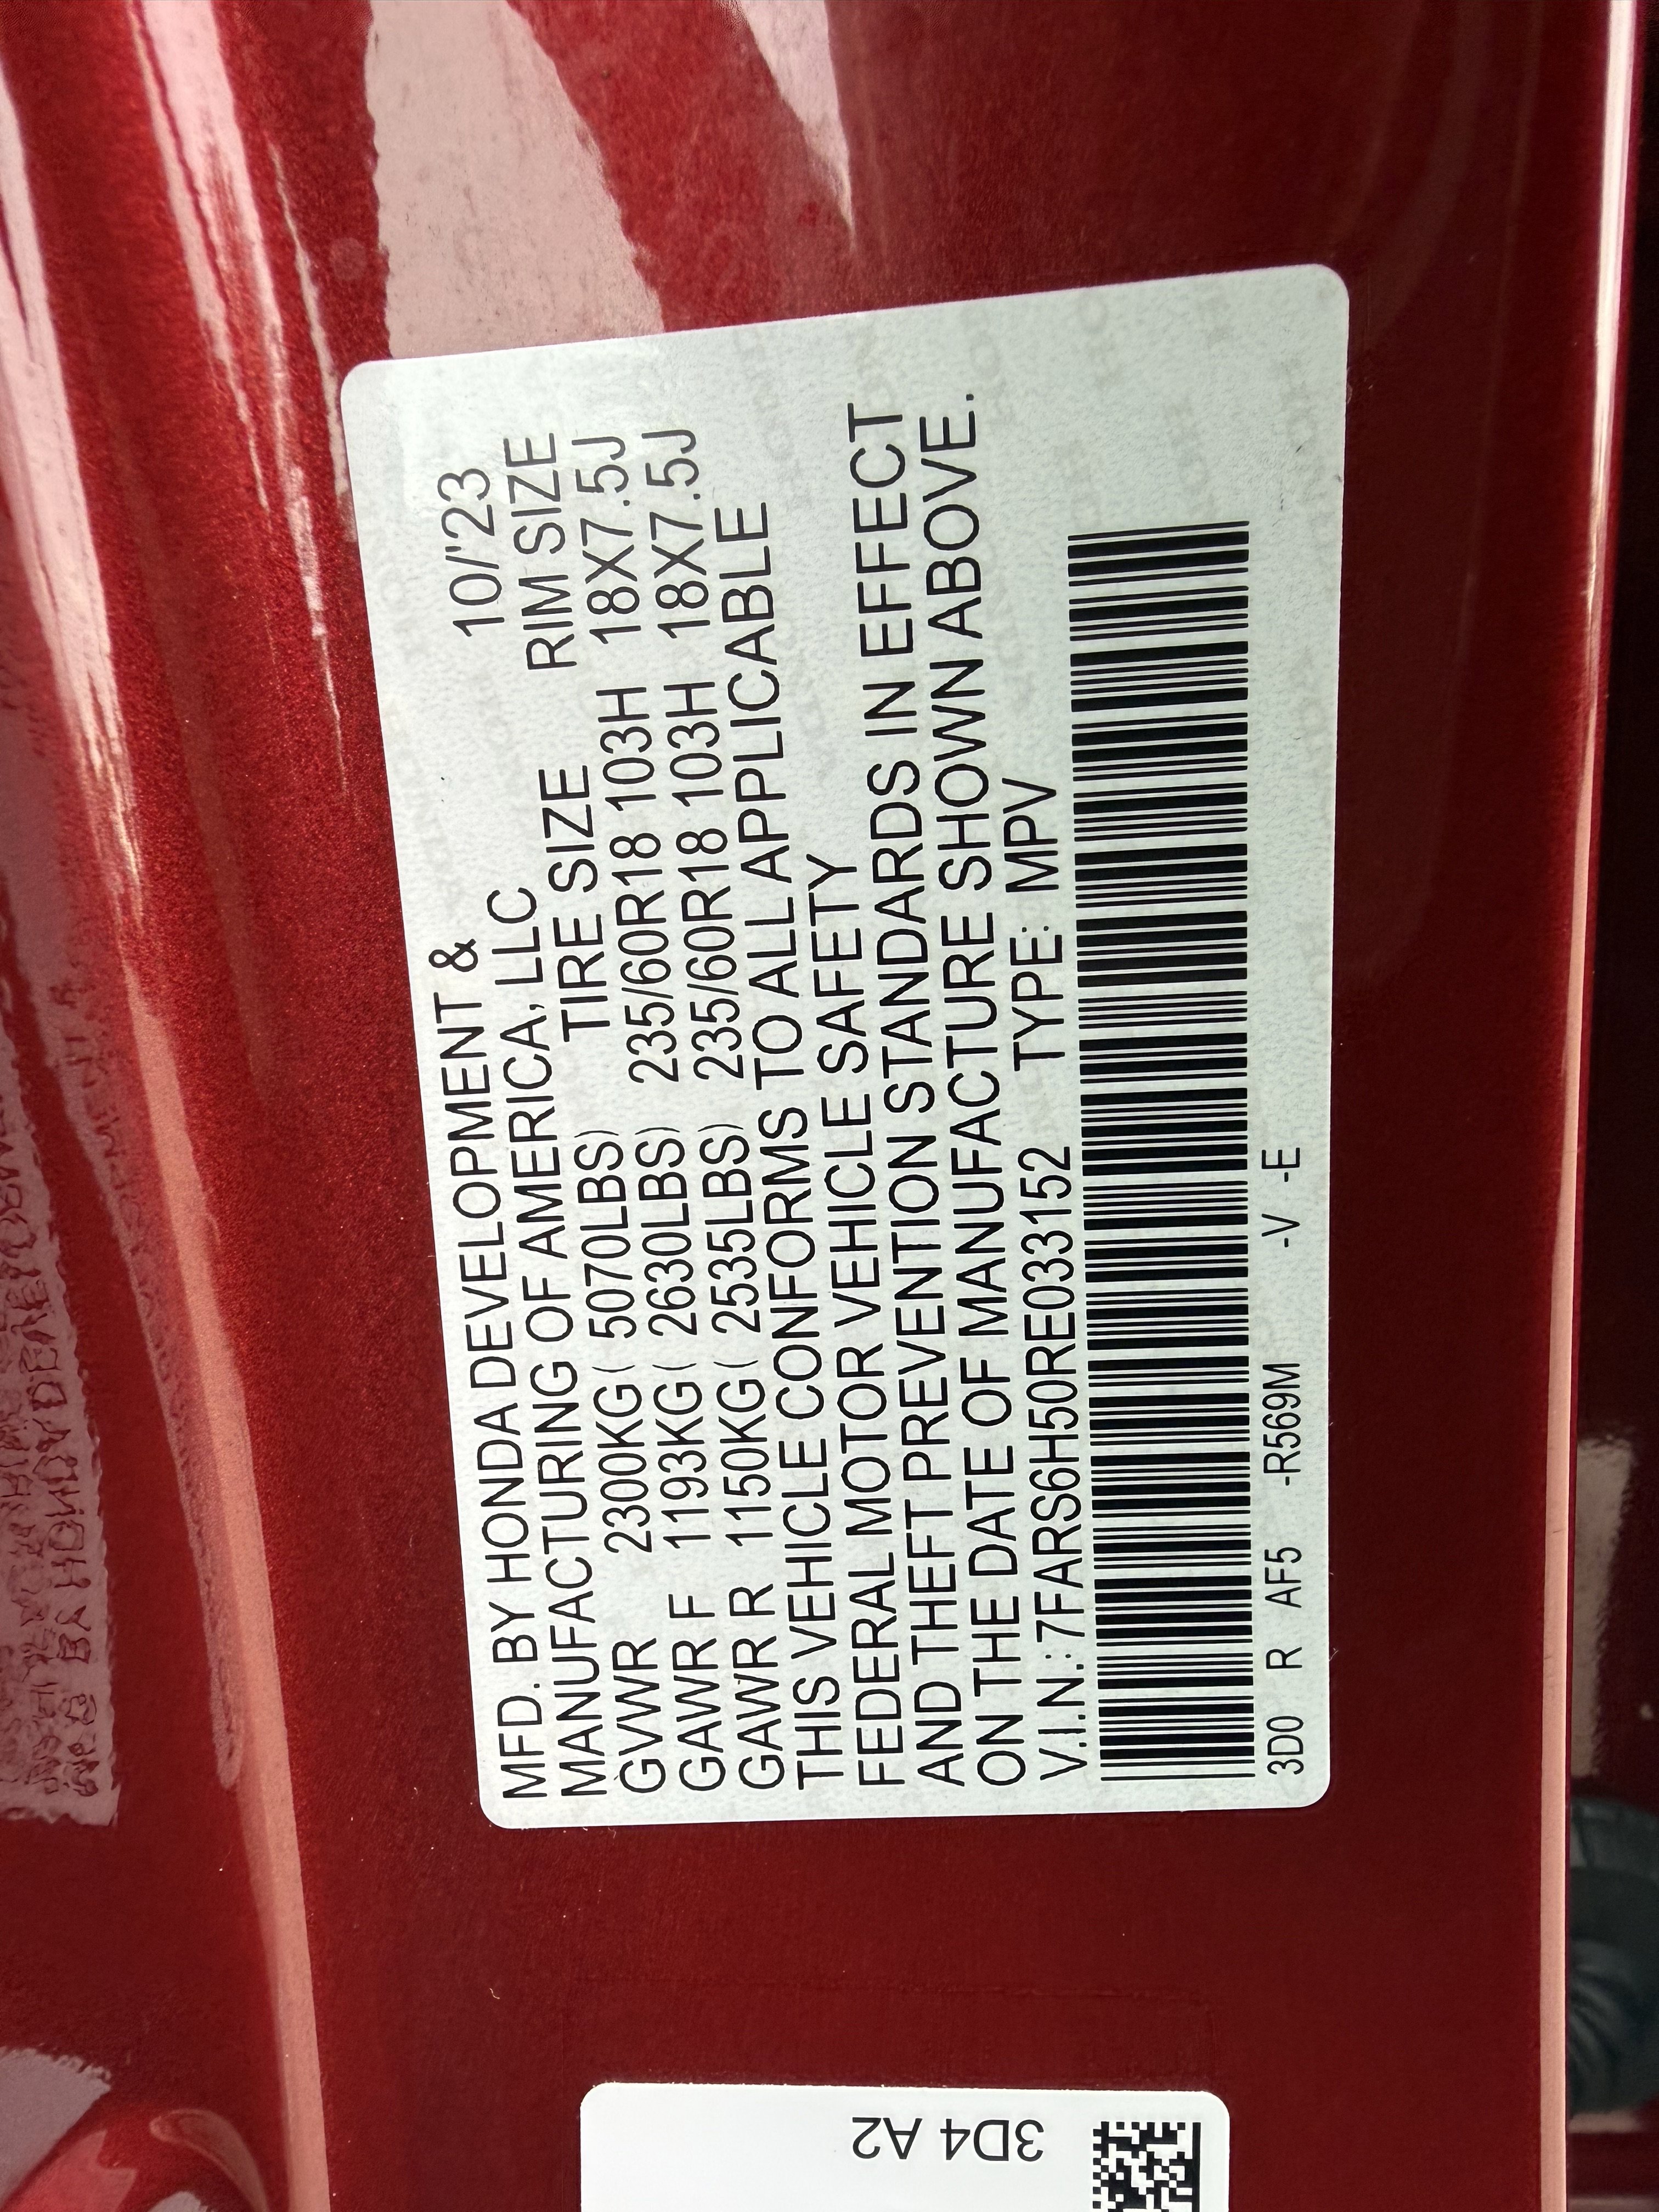 MFD. BY HONDA DEVELOPMENT & 10/'23
MANUFACTURING OF AMERICA, LLC
TIRE SIZE RIM SIZE
GVWR 2300KG( 5070LBS) 235/60R18 103H 18X7.5J
GAWR F 1193KG( 2630LBS) 235/60R18 103H 18X7.5J
GAWR R 1150KG( 2535LBS)
THIS VEHICLE CONFORMS TO ALL APPLICABLE
FEDERAL MOTOR VEHICLE SAFETY
AND THEFT PREVENTION STANDARDS IN EFFECT
ON THE DATE OF MANUFACTURE SHOWN ABOVE.
V.I.N.: 7FARS6H50RE033152 TYPE: MPV
3D0 R AF5 -R569M -V -E
3D4 A2